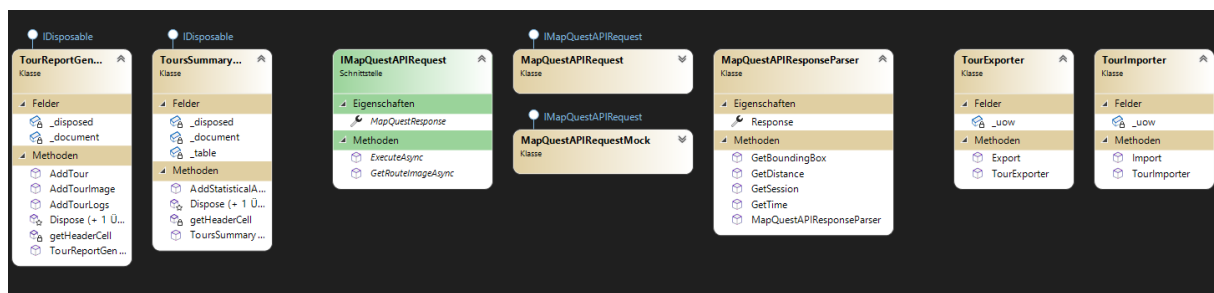 IDisposable
TourReportGen...
Klasse
Felder
_disposed
_document
Methoden
AddTour
AddTourImage
AddTourLogs
Dispose (+ 1 Ü...
getHeaderCell
TourReportGen...
IDisposable
ToursSummary...
Klasse
Felder
_disposed
_document
_table
Methoden
AddStatisticalA...
Dispose (+ 1 Ü...
getHeaderCell
ToursSummary...
IMapQuestAPIRequest
Schnittstelle
Eigenschaften
MapQuestResponse
Methoden
ExecuteAsync
GetRouteImageAsync
IMapQuestAPIRequest
MapQuestAPIRequest
Klasse
IMapQuestAPIRequest
MapQuestAPIRequestMock
Klasse
MapQuestAPIResponseParser
Klasse
Eigenschaften
Response
Methoden
GetBoundingBox
GetDistance
GetSession
GetTime
MapQuestAPIResponseParser
TourExporter
Klasse
Felder
_uow
Methoden
Export
TourExporter
TourImporter
Klasse
Felder
_uow
Methoden
Import
TourImporter